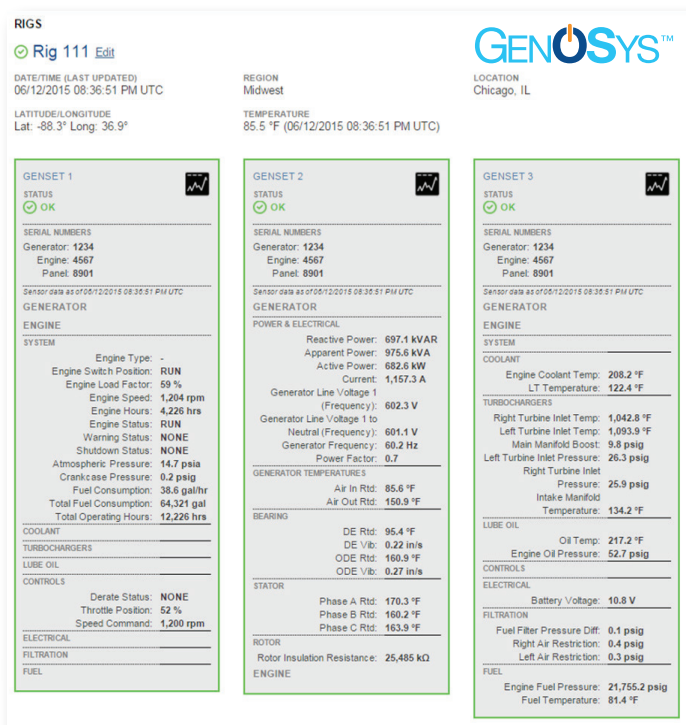 RIGS
GENOSYS™
Rig 111 Edit
DATE/TIME (LAST UPDATED)
06/12/2015 08:36:51 PM UTC
REGION
Midwest
LOCATION
Chicago, IL
LATITUDE/LONGITUDE
Lat: -88.3° Long: 36.9°
TEMPERATURE
85.5 °F (06/12/2015 08:36:51 PM UTC)
GENSET 1
STATUS
OK
SERIAL NUMBERS
Generator: 1234
Engine: 4567
Panel: 8901
Sensor data as of 06/12/2015 08:36:51 PM UTC
GENERATOR
ENGINE
SYSTEM
Engine Type: -
Engine Switch Position: RUN
Engine Load Factor: 59 %
Engine Speed: 1,204 rpm
Engine Hours: 4,226 hrs
Engine Status: RUN
Warning Status: NONE
Shutdown Status: NONE
Atmospheric Pressure: 14.7 psia
Crankcase Pressure: 0.2 psig
Fuel Consumption: 38.6 gal/hr
Total Fuel Consumption: 64,321 gal
Total Operating Hours: 12,226 hrs
COOLANT
TURBOCHARGERS
LUBE OIL
CONTROLS
Derate Status: NONE
Throttle Position: 52 %
Speed Command: 1,200 rpm
ELECTRICAL
FILTRATION
FUEL
GENSET 2
STATUS
OK
SERIAL NUMBERS
Generator: 1234
Engine: 4567
Panel: 8901
Sensor data as of 06/12/2015 08:36:51 PM UTC
GENERATOR
POWER & ELECTRICAL
Reactive Power: 697.1 kVAR
Apparent Power: 975.6 kVA
Active Power: 682.6 kW
Current: 1,157.3 A
Generator Line Voltage 1
(Frequency): 602.3 V
Generator Line Voltage 1 to
Neutral (Frequency): 601.1 V
Generator Frequency: 60.2 Hz
Power Factor: 0.7
GENERATOR TEMPERATURES
Air In Rtd: 85.6 °F
Air Out Rtd: 150.9 °F
BEARING
DE Rtd: 95.4 °F
DE Vib: 0.22 in/s
ODE Rtd: 160.9 °F
ODE Vib: 0.27 in/s
STATOR
Phase A Rtd: 170.3 °F
Phase B Rtd: 160.2 °F
Phase C Rtd: 163.9 °F
ROTOR
Rotor Insulation Resistance: 25,485 kΩ
ENGINE
GENSET 3
STATUS
OK
SERIAL NUMBERS
Generator: 1234
Engine: 4567
Panel: 8901
Sensor data as of 06/12/2015 08:36:51 PM UTC
GENERATOR
ENGINE
SYSTEM
COOLANT
Engine Coolant Temp: 208.2 °F
LT Temperature: 122.4 °F
TURBOCHARGERS
Right Turbine Inlet Temp: 1,042.8 °F
Left Turbine Inlet Temp: 1,093.9 °F
Main Manifold Boost: 9.8 psig
Left Turbine Inlet Pressure: 26.3 psig
Right Turbine Inlet
Pressure: 25.9 psig
Intake Manifold
Temperature: 134.2 °F
LUBE OIL
Oil Temp: 217.2 °F
Engine Oil Pressure: 52.7 psig
CONTROLS
ELECTRICAL
Battery Voltage: 10.8 V
FILTRATION
Fuel Filter Pressure Diff: 0.1 psig
Right Air Restriction: 0.4 psig
Left Air Restriction: 0.3 psig
FUEL
Engine Fuel Pressure: 21,755.2 psig
Fuel Temperature: 81.4 °F